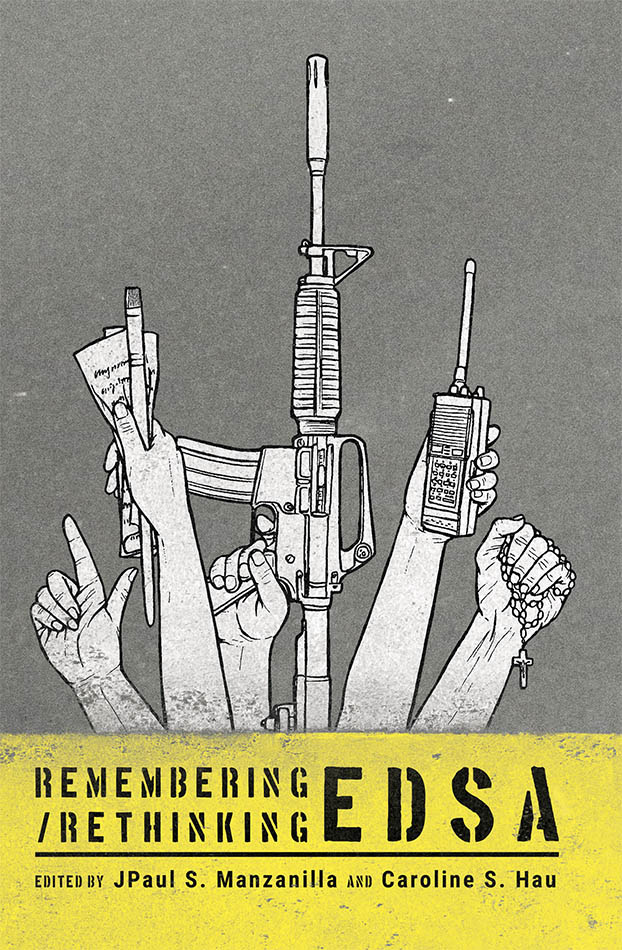 REMEMBERING
/RETHINKING EDSA
EDITED BY JPaul S. Manzanilla AND Caroline S. Hau